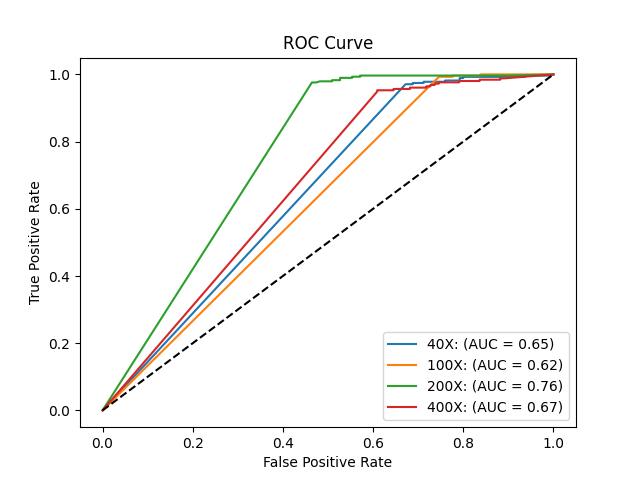 ROC Curve
True Positive Rate
1.0
0.8
0.6
0.4
0.2
0.0
40X: (AUC = 0.65)
100X: (AUC = 0.62)
200X: (AUC = 0.76)
400X: (AUC = 0.67)
0.0 0.2 0.4 0.6 0.8 1.0
False Positive Rate